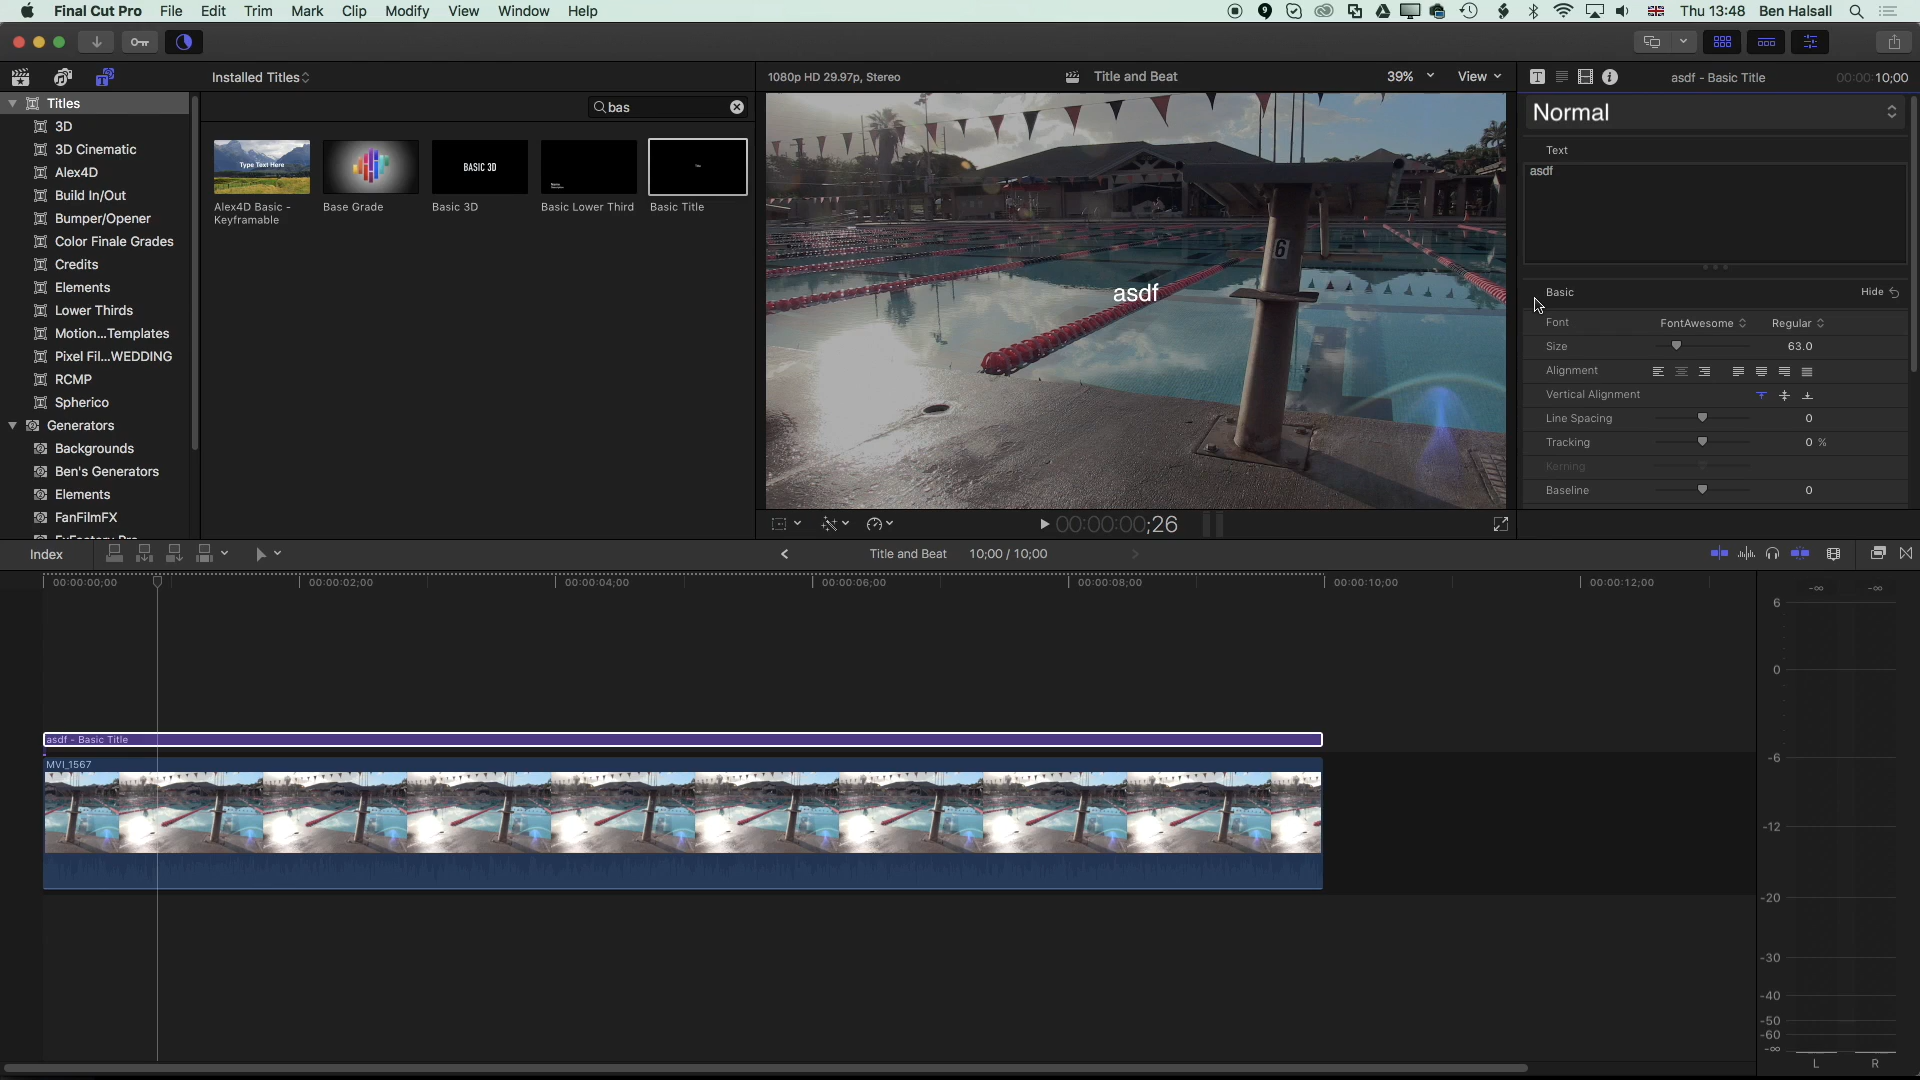 Final Cut Pro File Edit Trim Mark Clip Modify View Window Help
Thu 13:48 Ben Halsall
Installed Titles
1080p HD 29.97p, Stereo
Title and Beat
39%
View
asdf - Basic Title
00:00:10;00
Titles
3D
3D Cinematic
Alex4D
Build In/Out
Bumper/Opener
Color Finale Grades
Credits
Elements
Lower Thirds
Motion...Templates
Pixel Fil...WEDDING
RCMP
Spherico
Generators
Backgrounds
Ben's Generators
Elements
FanFilmFX
bas
Type Text Here
BASIC 3D
Alex4D Basic -
Keyframable
Base Grade
Basic 3D
Basic Lower Third
Basic Title
6
asdf
00:00:00;26
Normal
Text
asdf
Basic
Hide
Font FontAwesome Regular
Size 63.0
Alignment
Vertical Alignment
Line Spacing 0
Tracking 0 %
Kerning
Baseline 0
Index
Title and Beat
10;00 / 10;00
00:00:00;00
00:00:02;00
00:00:04;00
00:00:06;00
00:00:08;00
00:00:10;00
00:00:12;00
asdf - Basic Title
MVI_1567
-∞ -∞
6
0
-6
-12
-20
-30
-40
-50
-60
-∞
L R